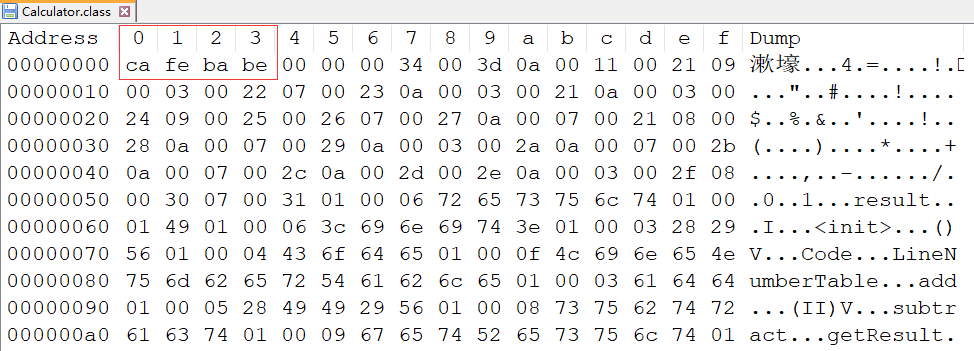 Calculator.class
Address 0 1 2 3 4 5 6 7 8 9 a b c d e f Dump
00000000 ca fe ba be 00 00 00 34 00 3d 0a 00 11 00 21 09 漱壕...4.=....!.□
00000010 00 03 00 22 07 00 23 0a 00 03 00 21 0a 00 03 00 ..."..#....!....
00000020 24 09 00 25 00 26 07 00 27 0a 00 07 00 21 08 00 $..%.&..'....!..
00000030 28 0a 00 07 00 29 0a 00 03 00 2a 0a 00 07 00 2b (....)....*....+
00000040 0a 00 07 00 2c 0a 00 2d 00 2e 0a 00 03 00 2f 08 ....,..-....../.
00000050 00 30 07 00 31 01 00 06 72 65 73 75 6c 74 01 00 .0..1...result..
00000060 01 49 01 00 06 3c 69 6e 69 74 3e 01 00 03 28 29 .I...<init>...()
00000070 56 01 00 04 43 6f 64 65 01 00 0f 4c 69 6e 65 4e V...Code...LineN
00000080 75 6d 62 65 72 54 61 62 6c 65 01 00 03 61 64 64 umberTable...add
00000090 01 00 05 28 49 49 29 56 01 00 08 73 75 62 74 72 ...(II)V...subtr
000000a0 61 63 74 01 00 09 67 65 74 52 65 73 75 6c 74 01 act...getResult.